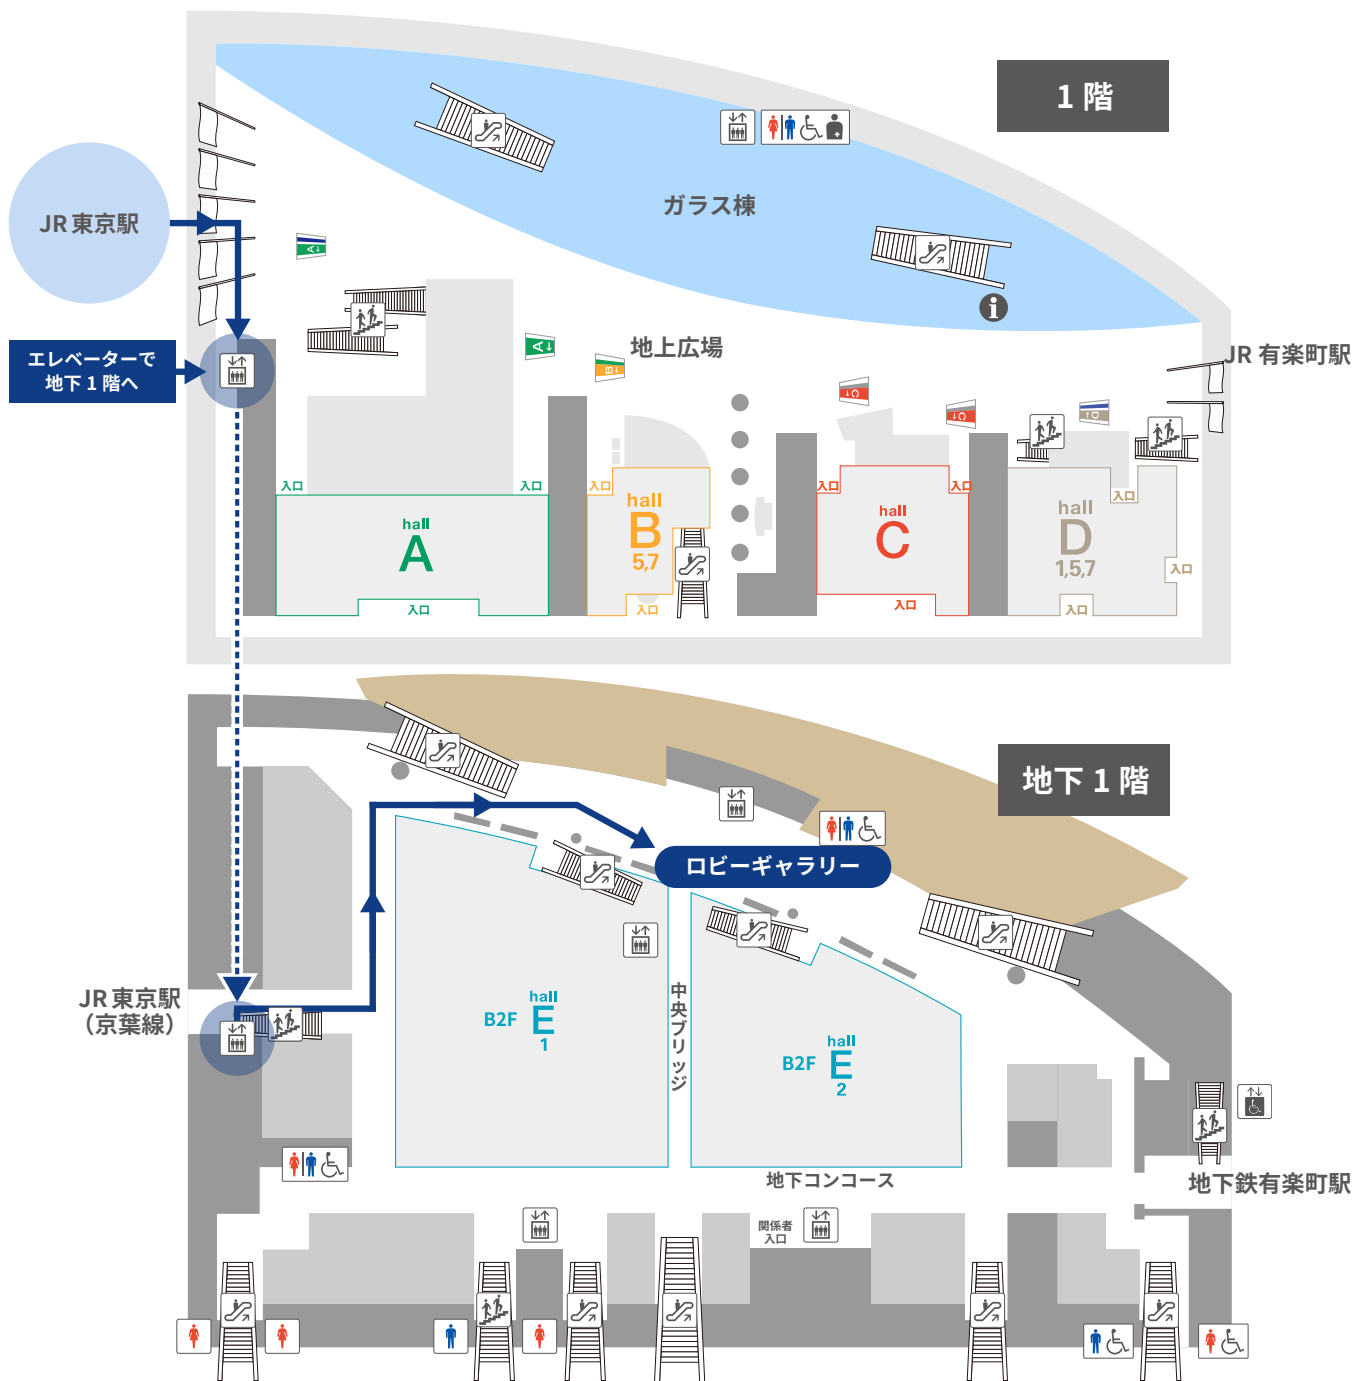 1階
JR東京駅
ガラス棟
A
エレベーターで
地下1階へ
A
B
地上広場
C
C
D
JR有楽町駅
入口
入口
入口
入口
入口
入口
hall
A
入口
hall
B
5,7
入口
hall
C
入口
hall
D
1,5,7
入口
入口
地下1階
ロビーギャラリー
JR東京駅
（京葉線）
B2F
hall
E
1
中央ブリッジ
B2F
hall
E
2
地下コンコース
地下鉄有楽町駅
関係者
入口